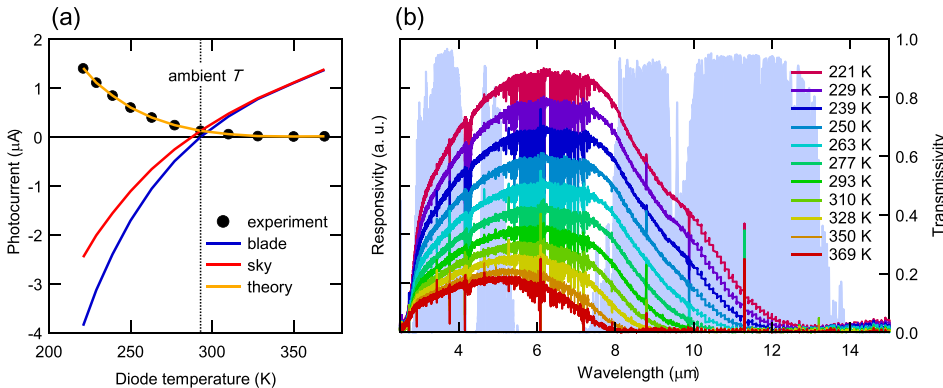 (a)
2
1
0
-1
-2
-3
-4
Photocurrent (μA)
ambient T
experiment
blade
sky
theory
200
250
300
350
Diode temperature (K)
(b)
Responsivity (a. u.)
221 K
229 K
239 K
250 K
263 K
277 K
293 K
310 K
328 K
350 K
369 K
4
6
8
10
12
14
Wavelength (μm)
1.0
0.8
0.6
0.4
0.2
0.0
Transmissivity